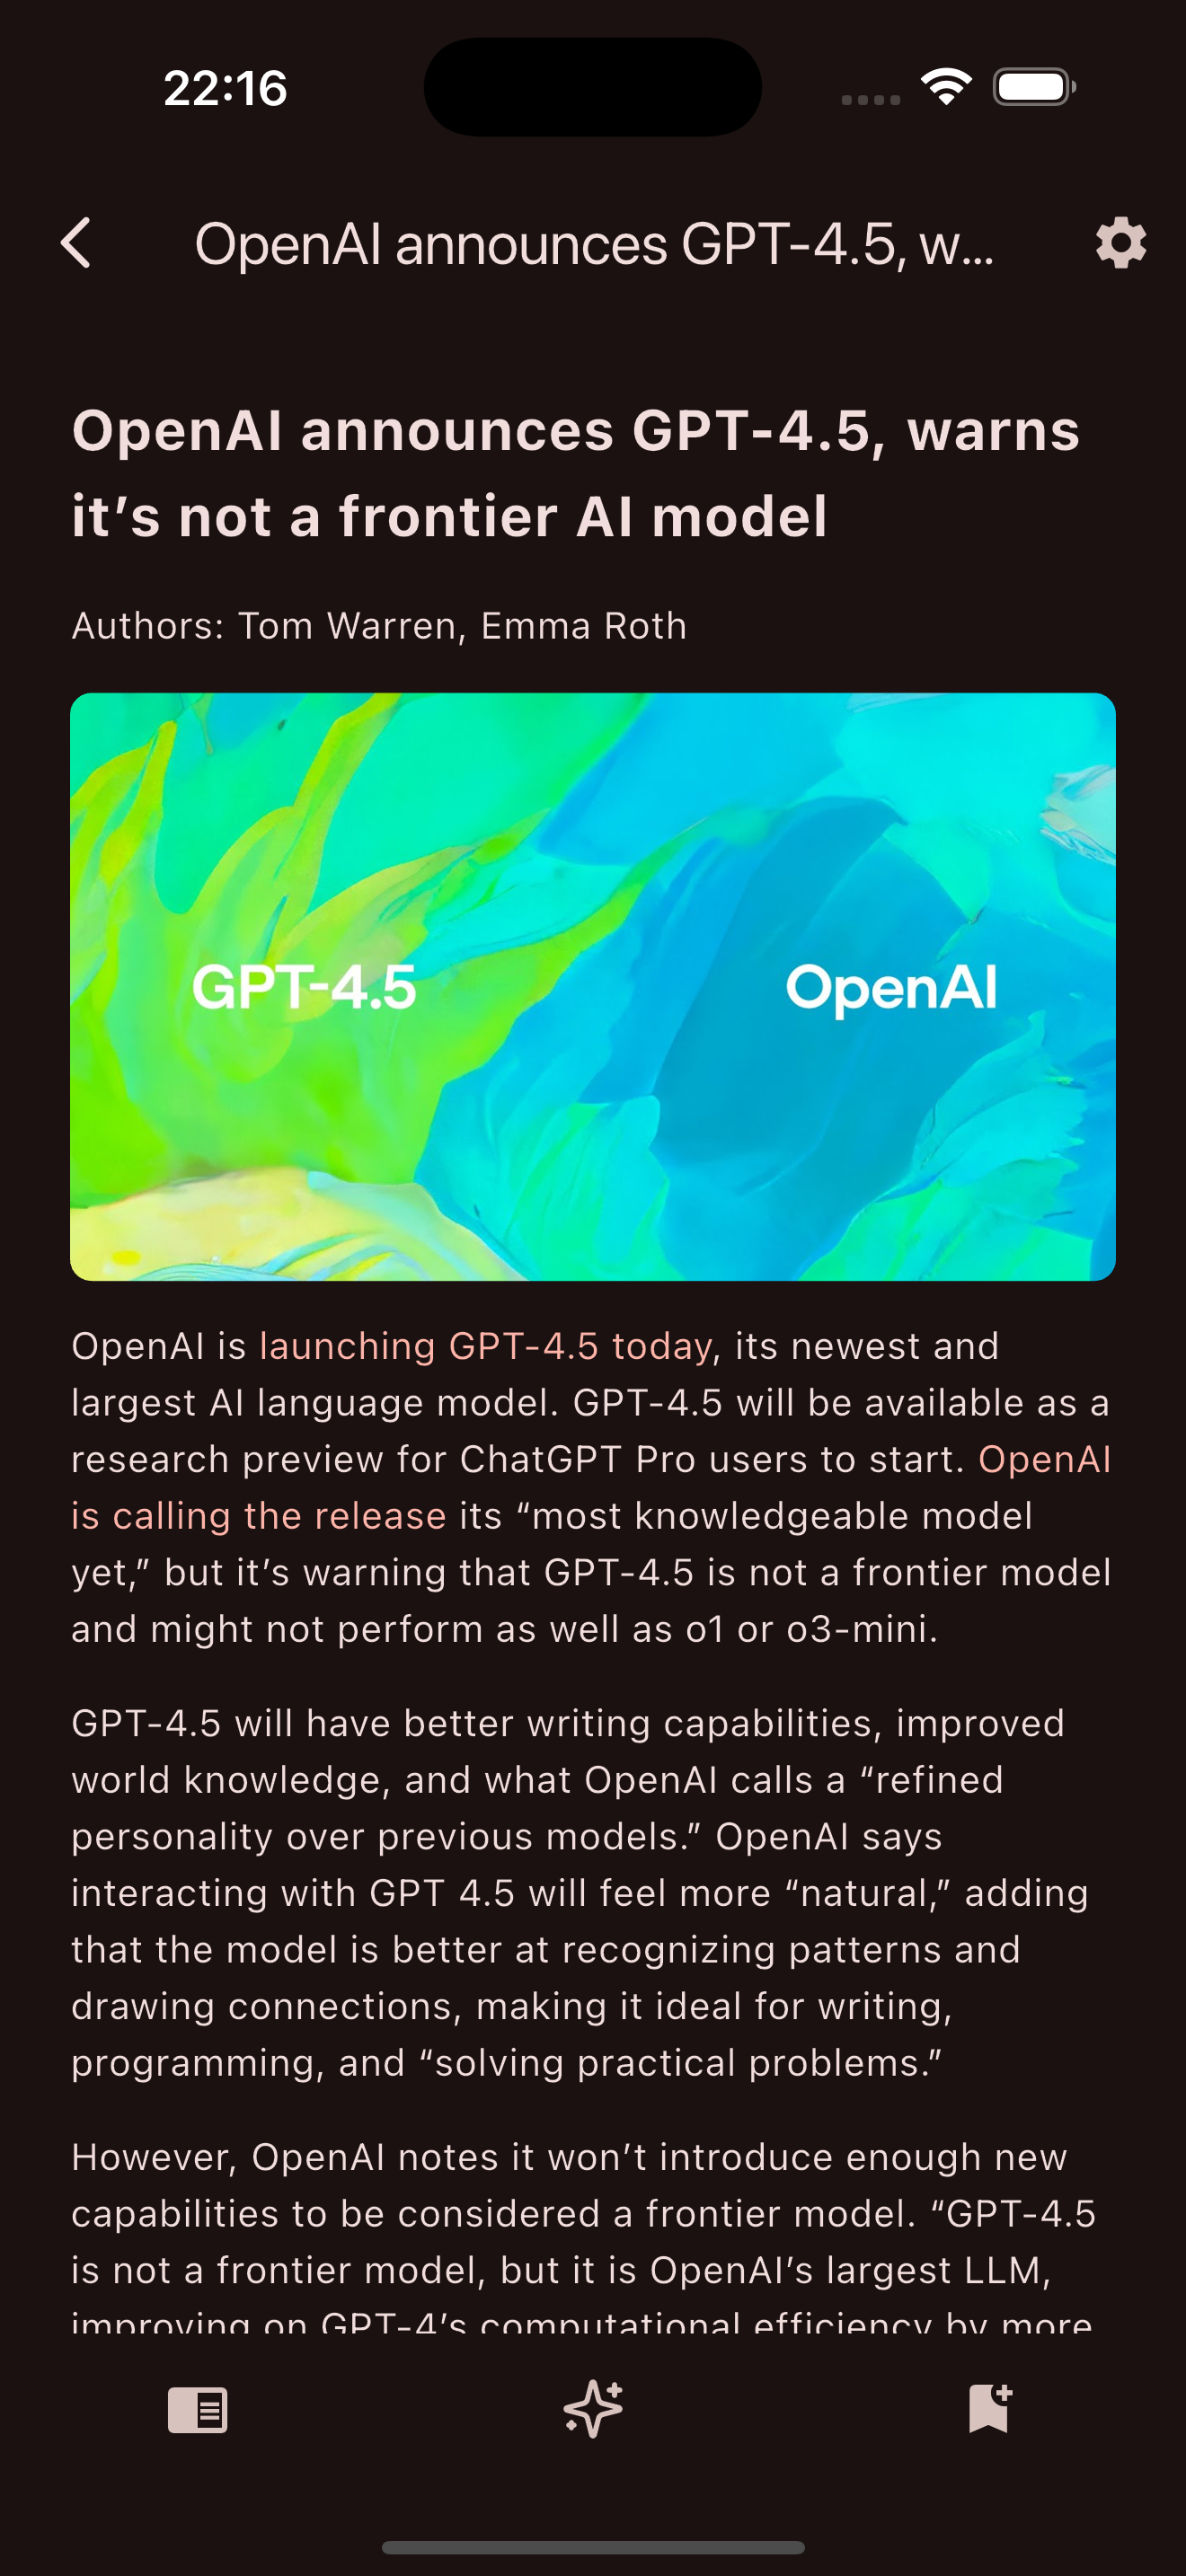 22:16
OpenAI announces GPT-4.5, w...
OpenAI announces GPT-4.5, warns
it’s not a frontier AI model
Authors: Tom Warren, Emma Roth
GPT-4.5
OpenAI
OpenAI is launching GPT-4.5 today, its newest and
largest AI language model. GPT-4.5 will be available as a
research preview for ChatGPT Pro users to start. OpenAI
is calling the release its “most knowledgeable model
yet,” but it’s warning that GPT-4.5 is not a frontier model
and might not perform as well as o1 or o3-mini.
GPT-4.5 will have better writing capabilities, improved
world knowledge, and what OpenAI calls a “refined
personality over previous models.” OpenAI says
interacting with GPT 4.5 will feel more “natural,” adding
that the model is better at recognizing patterns and
drawing connections, making it ideal for writing,
programming, and “solving practical problems.”
However, OpenAI notes it won’t introduce enough new
capabilities to be considered a frontier model. “GPT-4.5
is not a frontier model, but it is OpenAI’s largest LLM,
improving on GPT-4’s computational efficiency by more